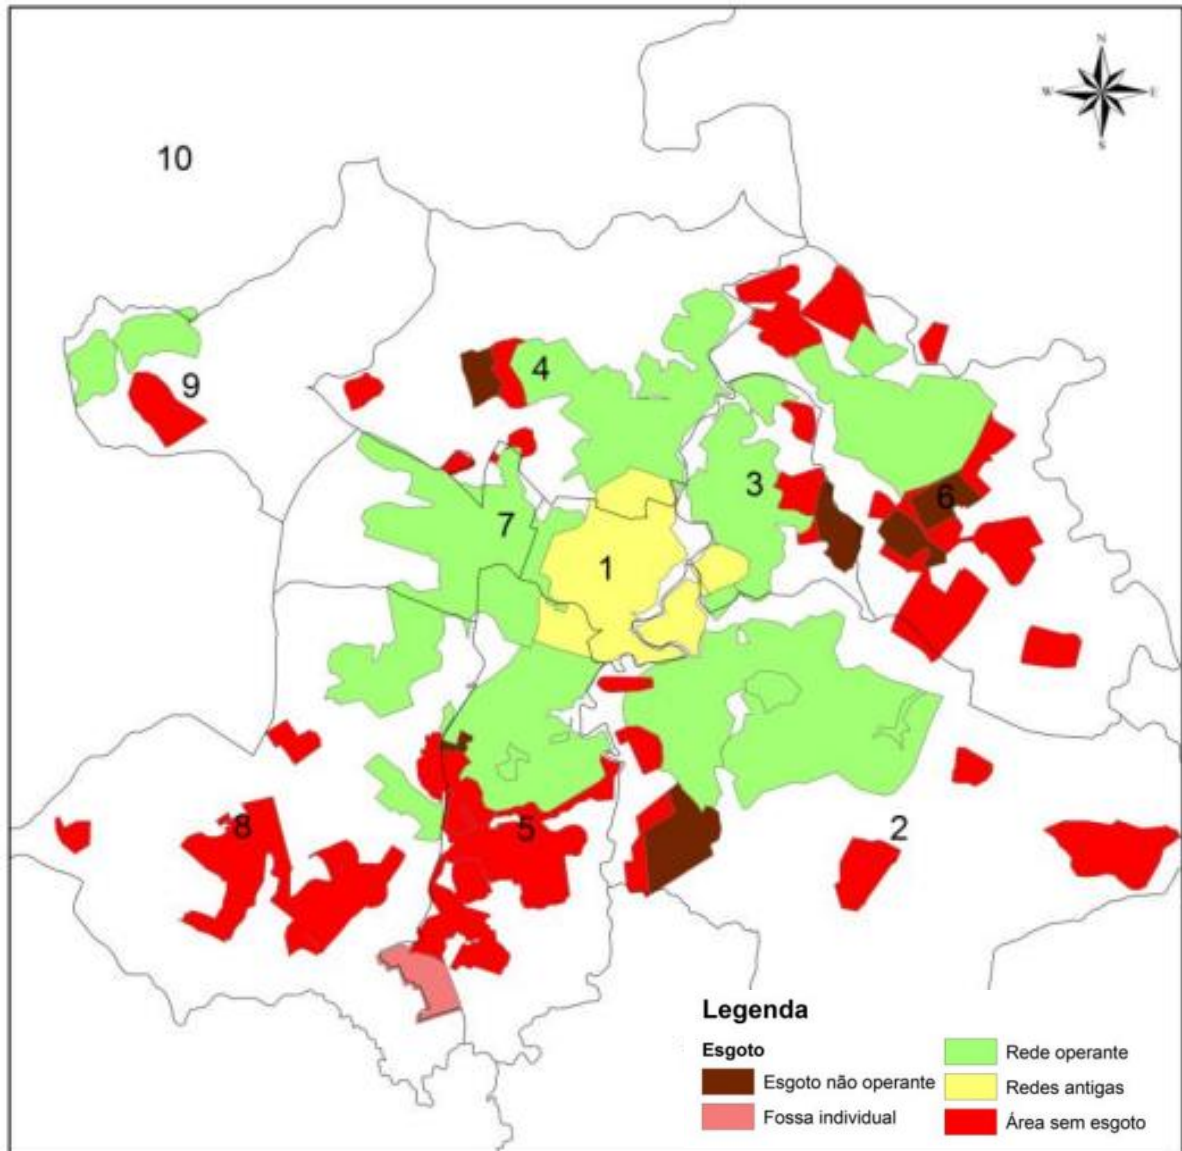 N
W E
S
10
4
9
3
6
7
1
8
5
2
Legenda
Esgoto
Esgoto não operante
Fossa individual
Rede operante
Redes antigas
Área sem esgoto